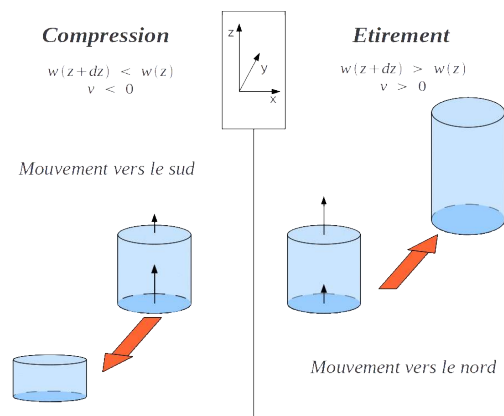 Compression
w(z+dz) < w(z)
v < 0
Mouvement vers le sud
z
y
x
Etirement
w(z+dz) > w(z)
v > 0
Mouvement vers le nord